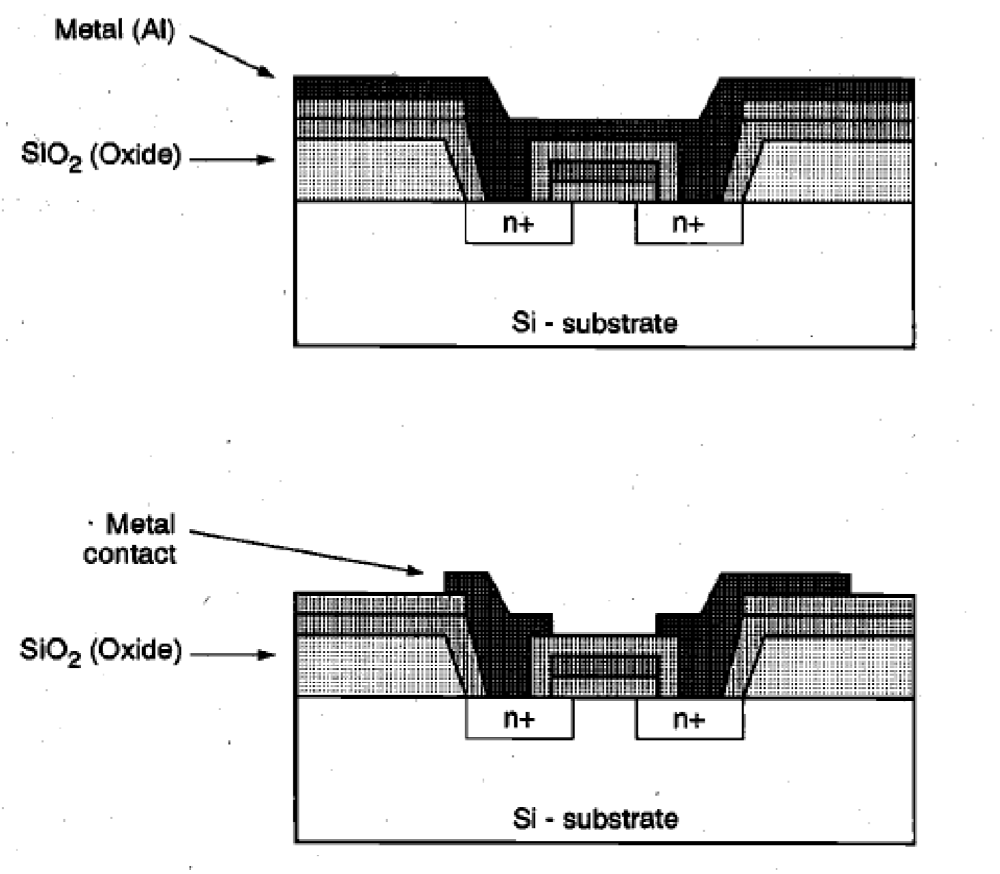 Metal (Al)
SiO₂ (Oxide)
n+ n+
Si - substrate
Metal
contact
SiO₂ (Oxide)
n+ n+
Si - substrate